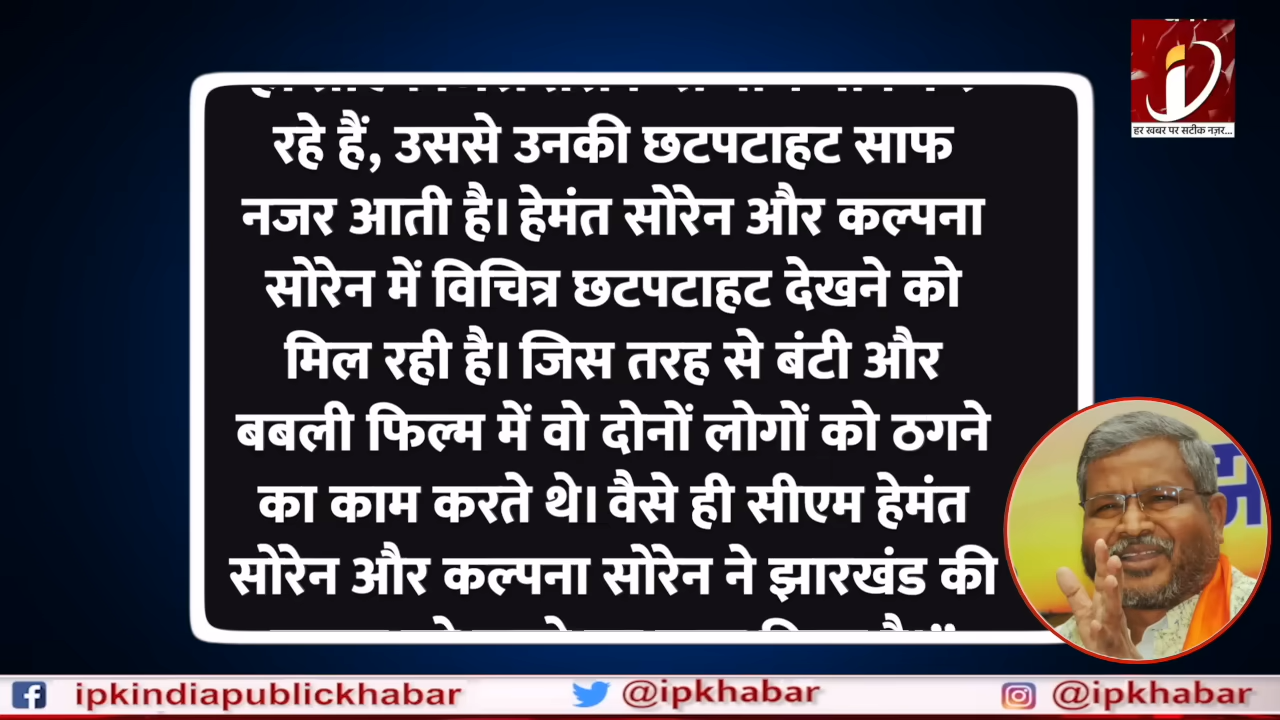 हर खबर पर सटीक नज़र...
रहे हैं, उससे उनकी छटपटाहट साफ
नजर आती है। हेमंत सोरेन और कल्पना
सोरेन में विचित्र छटपटाहट देखने को
मिल रही है। जिस तरह से बंटी और
बबली फिल्म में वो दोनों लोगों को ठगने
का काम करते थे। वैसे ही सीएम हेमंत
सोरेन और कल्पना सोरेन ने झारखंड की
ipkindiapublickhabar @ipkhabar @ipkhabar